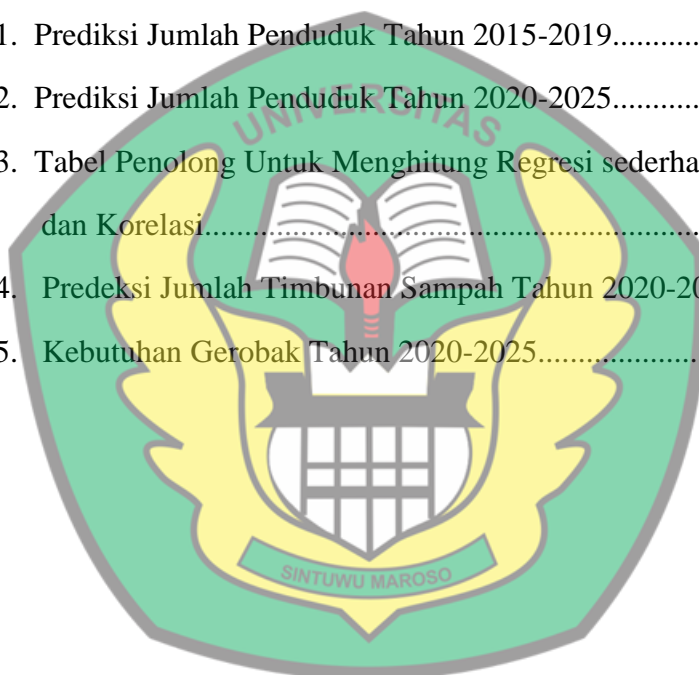 1. Prediksi Jumlah Penduduk Tahun 2015-2019...........
2. Prediksi Jumlah Penduduk Tahun 2020-2025...........
3. Tabel Penolong Untuk Menghitung Regresi sederha
dan Korelasi...............................................................
4. Predeksi Jumlah Timbunan Sampah Tahun 2020-20
5. Kebutuhan Gerobak Tahun 2020-2025....................
UNIVERSITAS
SINTUWU MAROSO